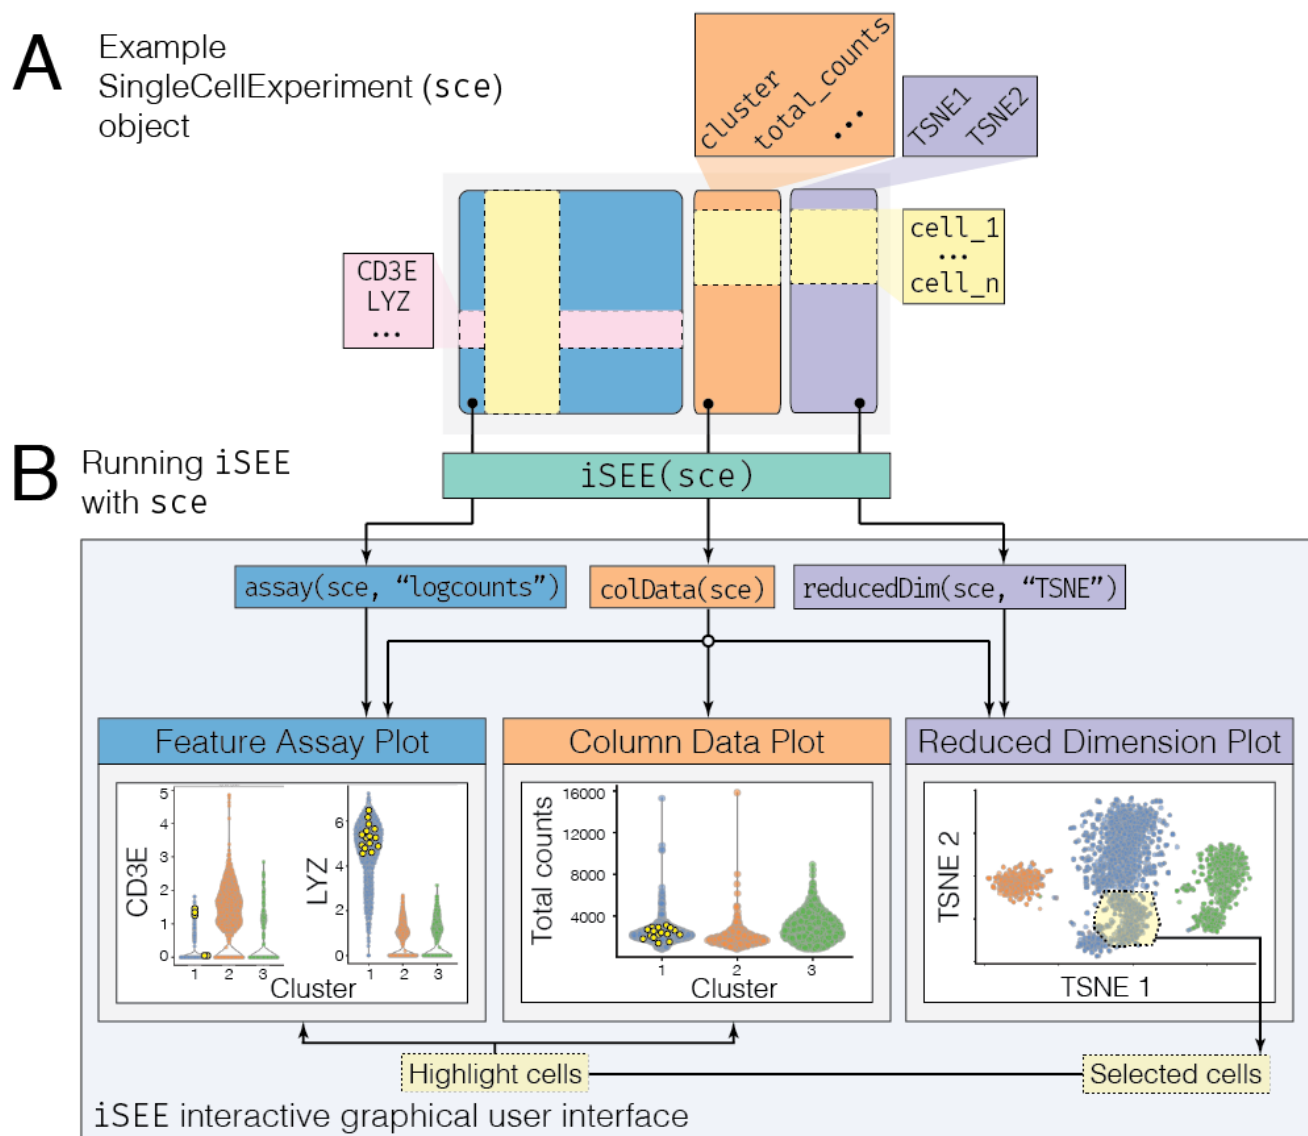 A
Example
SingleCellExperiment (sce)
object
cluster
total_counts
...
TSNE1
TSNE2
CD3E
LYZ
...
cell_1
...
cell_n
B
Running iSEE
with sce
iSEE(sce)
assay(sce, “logcounts”)
colData(sce)
reducedDim(sce, “TSNE”)
Feature Assay Plot
Column Data Plot
Reduced Dimension Plot
CD3E
5
4
3
2
1
0
1 2 3
LYZ
6
4
2
0
1 2 3
Cluster
Total counts
16000
12000
8000
4000
1 2 3
Cluster
TSNE 2
TSNE 1
Highlight cells
Selected cells
iSEE interactive graphical user interface